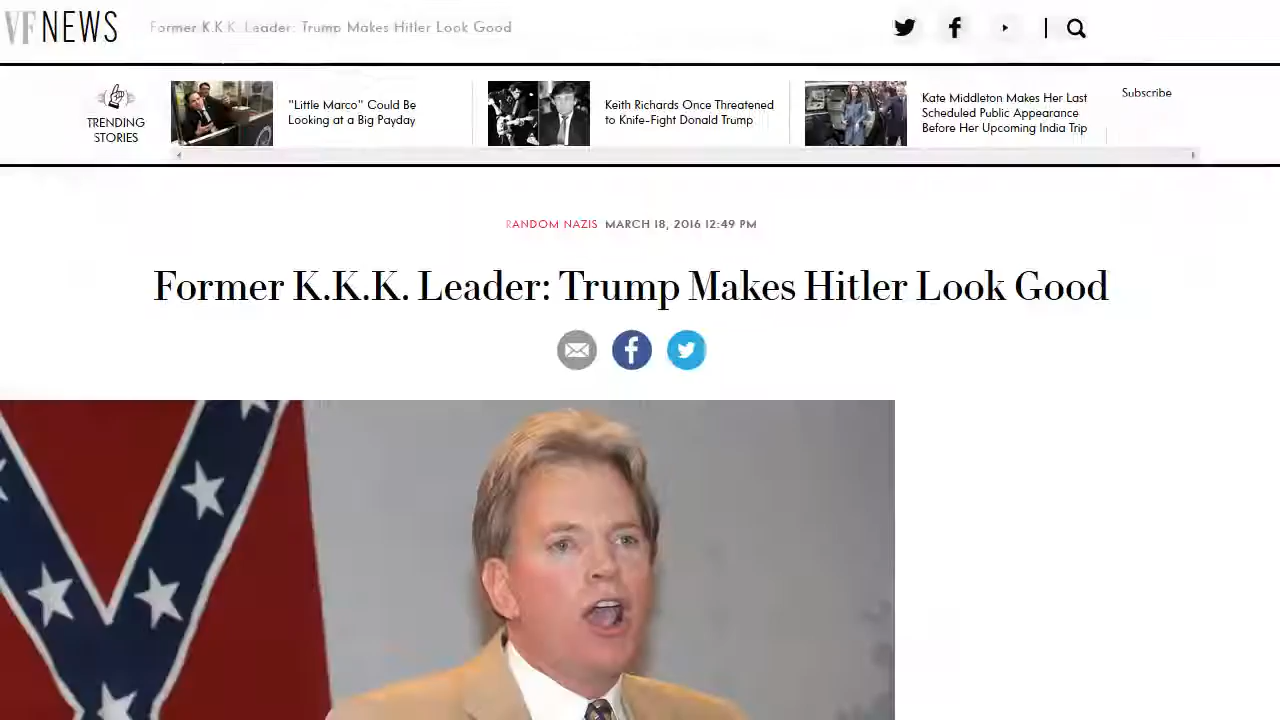 VF NEWS
Former K.K.K. Leader: Trump Makes Hitler Look Good
TRENDING
STORIES
"Little Marco" Could Be
Looking at a Big Payday
Keith Richards Once Threatened
to Knife-Fight Donald Trump
Kate Middleton Makes Her Last
Scheduled Public Appearance
Before Her Upcoming India Trip
Subscribe
RANDOM NAZIS MARCH 18, 2016 12:49 PM
Former K.K.K. Leader: Trump Makes Hitler Look Good